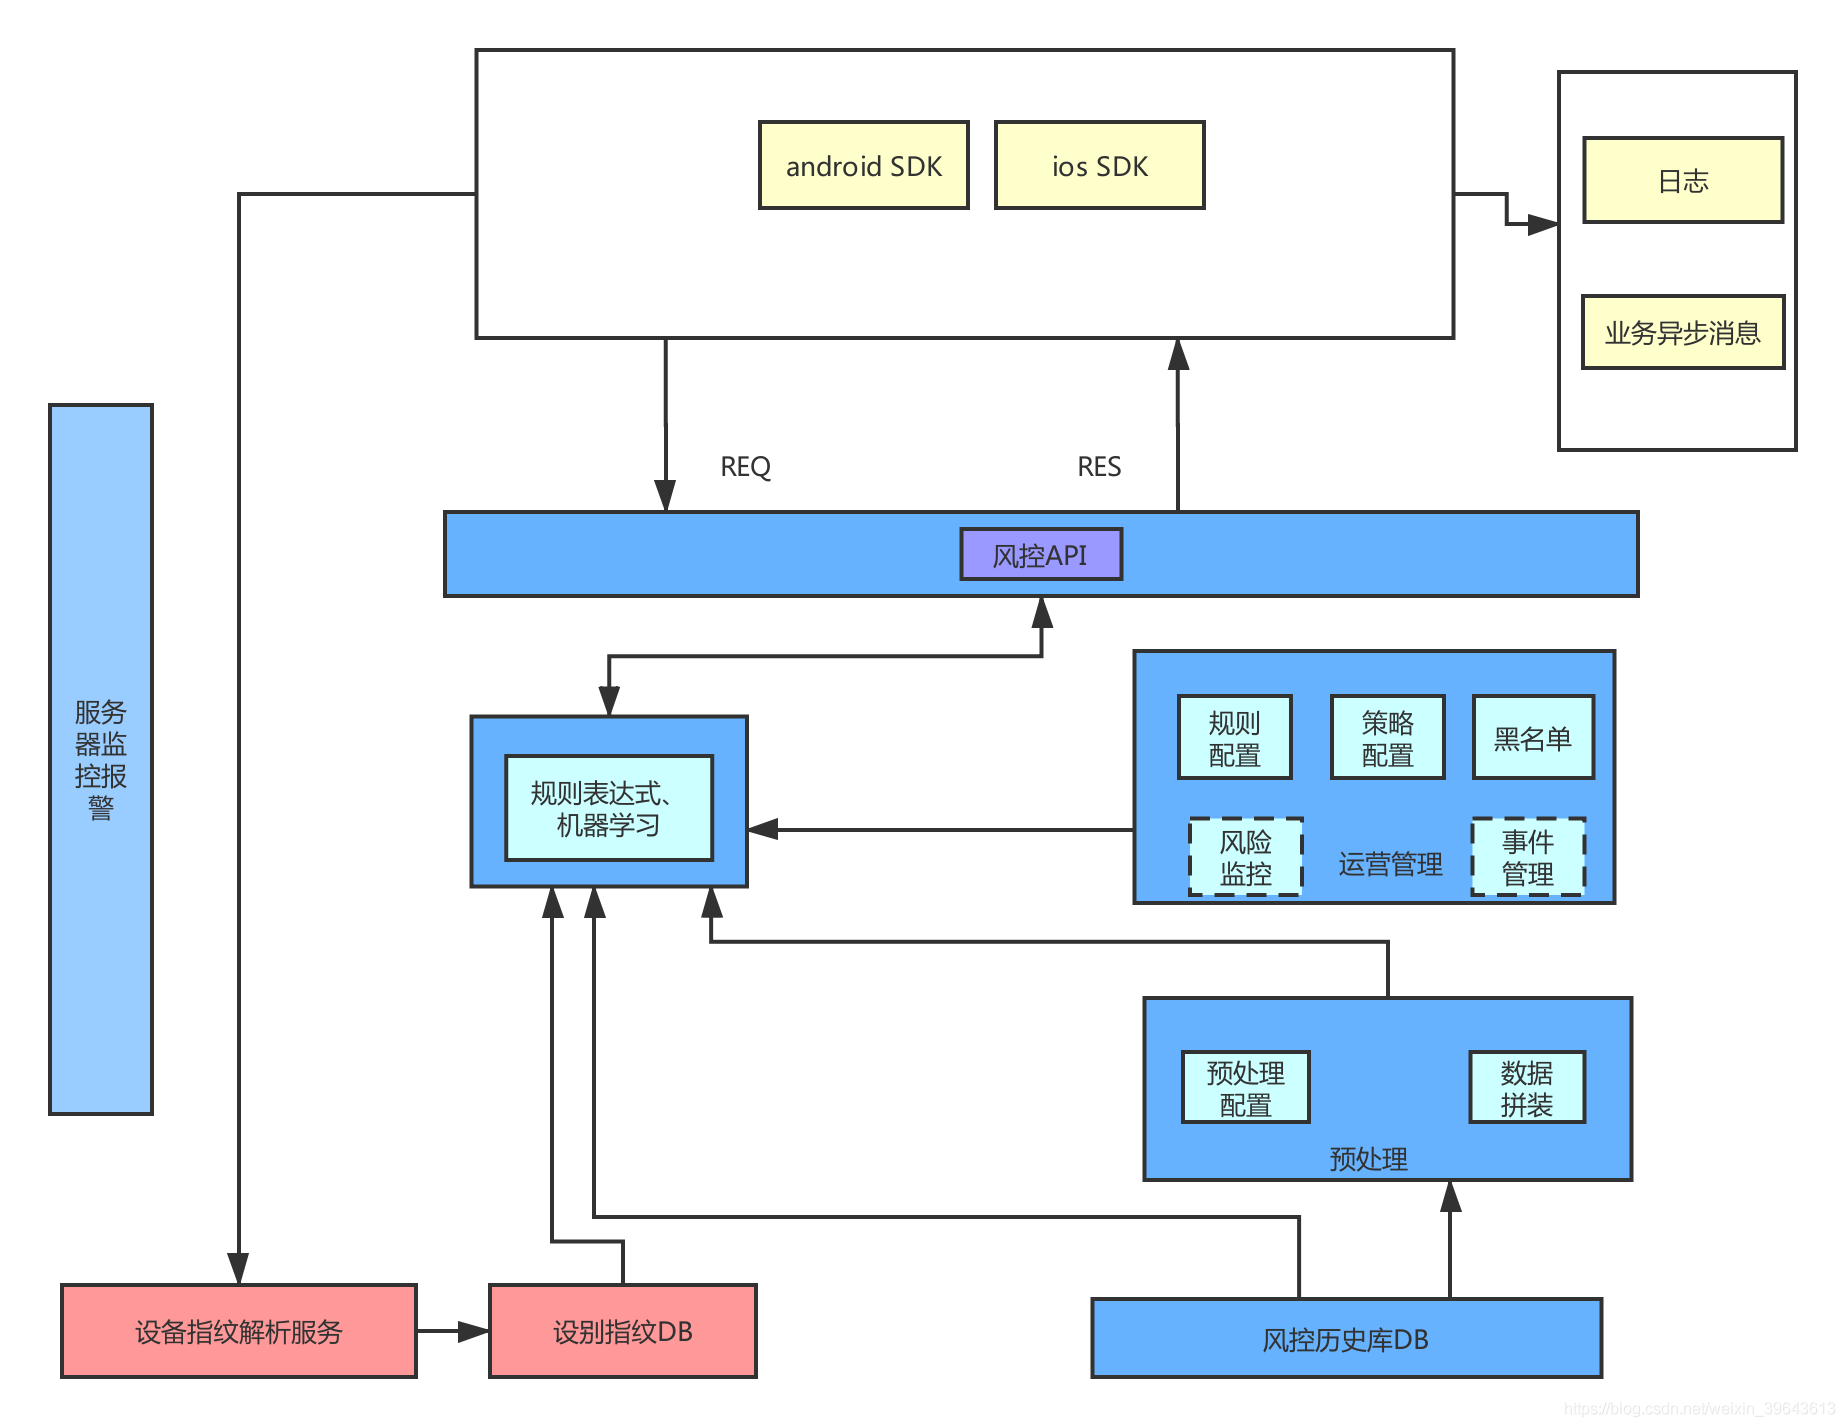 android SDK
ios SDK
日志
业务异步消息
REQ
RES
风控API
服务
器监
控报
警
规则表达式、
机器学习
规则
配置
策略
配置
黑名单
风险
监控
运营管理
事件
管理
预处理
配置
数据
拼装
预处理
设备指纹解析服务
设别指纹DB
风控历史库DB
https://blog.csdn.net/weixin_39643613